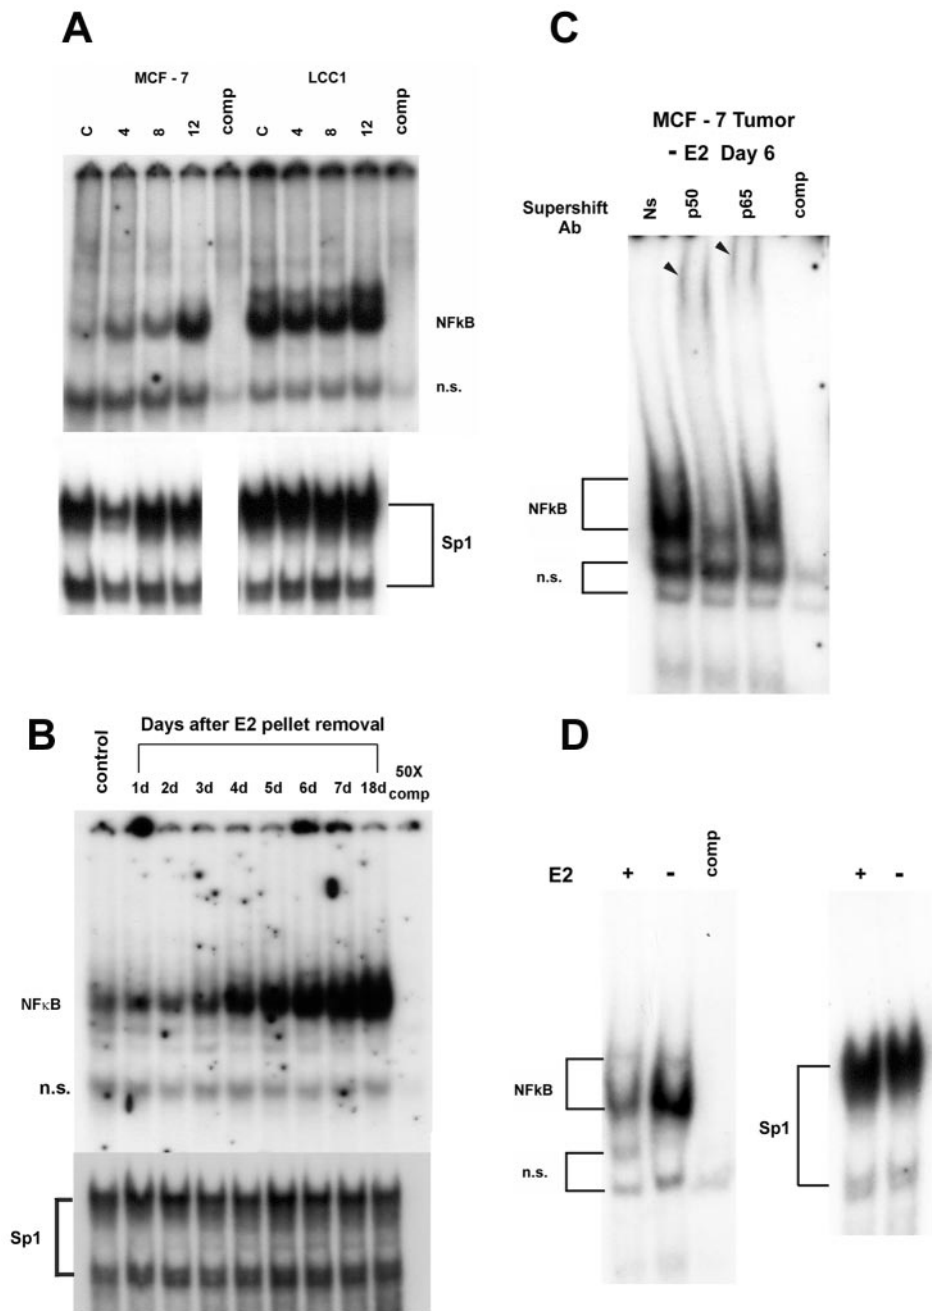 A
MCF - 7 LCC1
C 4 8 12 comp C 4 8 12 comp
NFkB
n.s.
Sp1
C
MCF - 7 Tumor
- E2 Day 6
Supershift Ab
Ns p50 p65 comp
NFkB
n.s.
B
Days after E2 pellet removal
control 1d 2d 3d 4d 5d 6d 7d 18d 50X comp
NFκB
n.s.
Sp1
D
E2 + - comp
+ -
NFkB
n.s.
Sp1